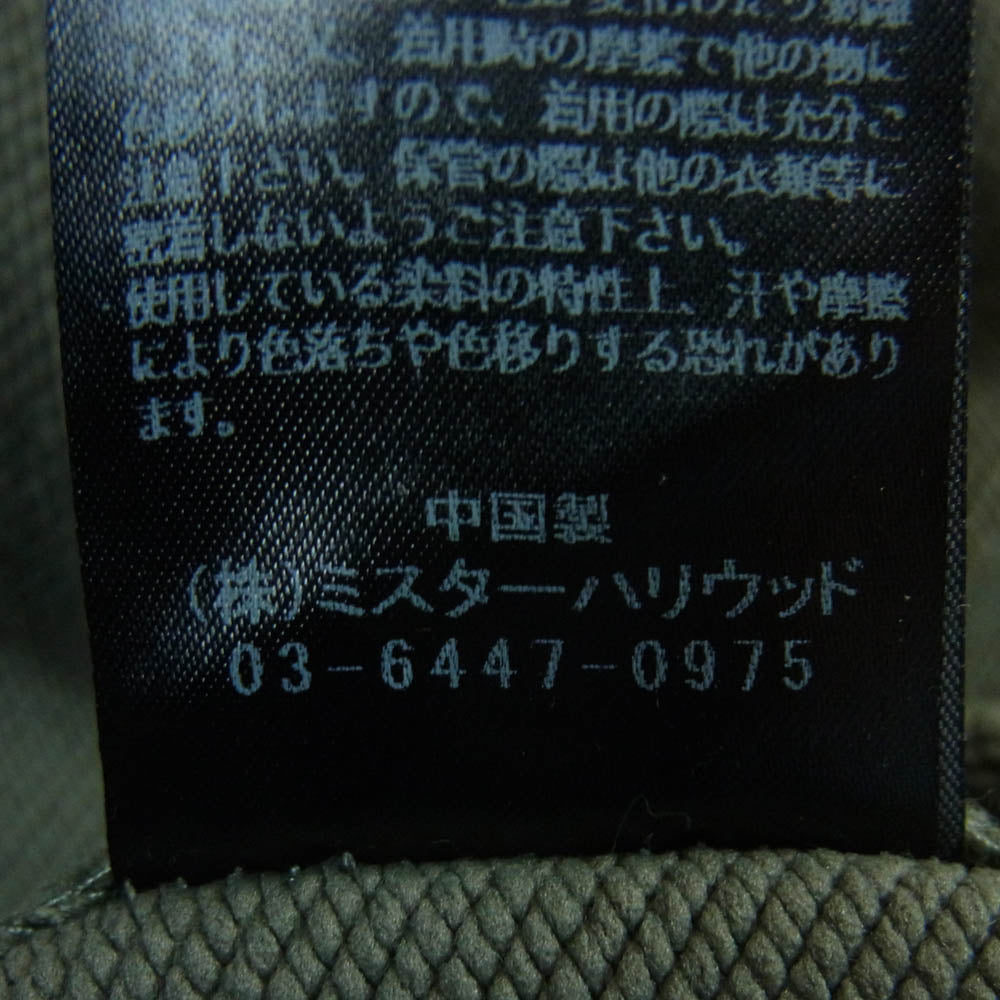 、着用時の摩擦で他の物に
色移りしますので、着用の際は充分ご
注意下さい。保管の際は他の衣類等に
密着しないようご注意下さい。
使用している染料の特性上、汁や摩擦
により色落ちや色移りする恐れがあり
ます。
中国製
(株)ミスターハリウッド
03-6447-0975